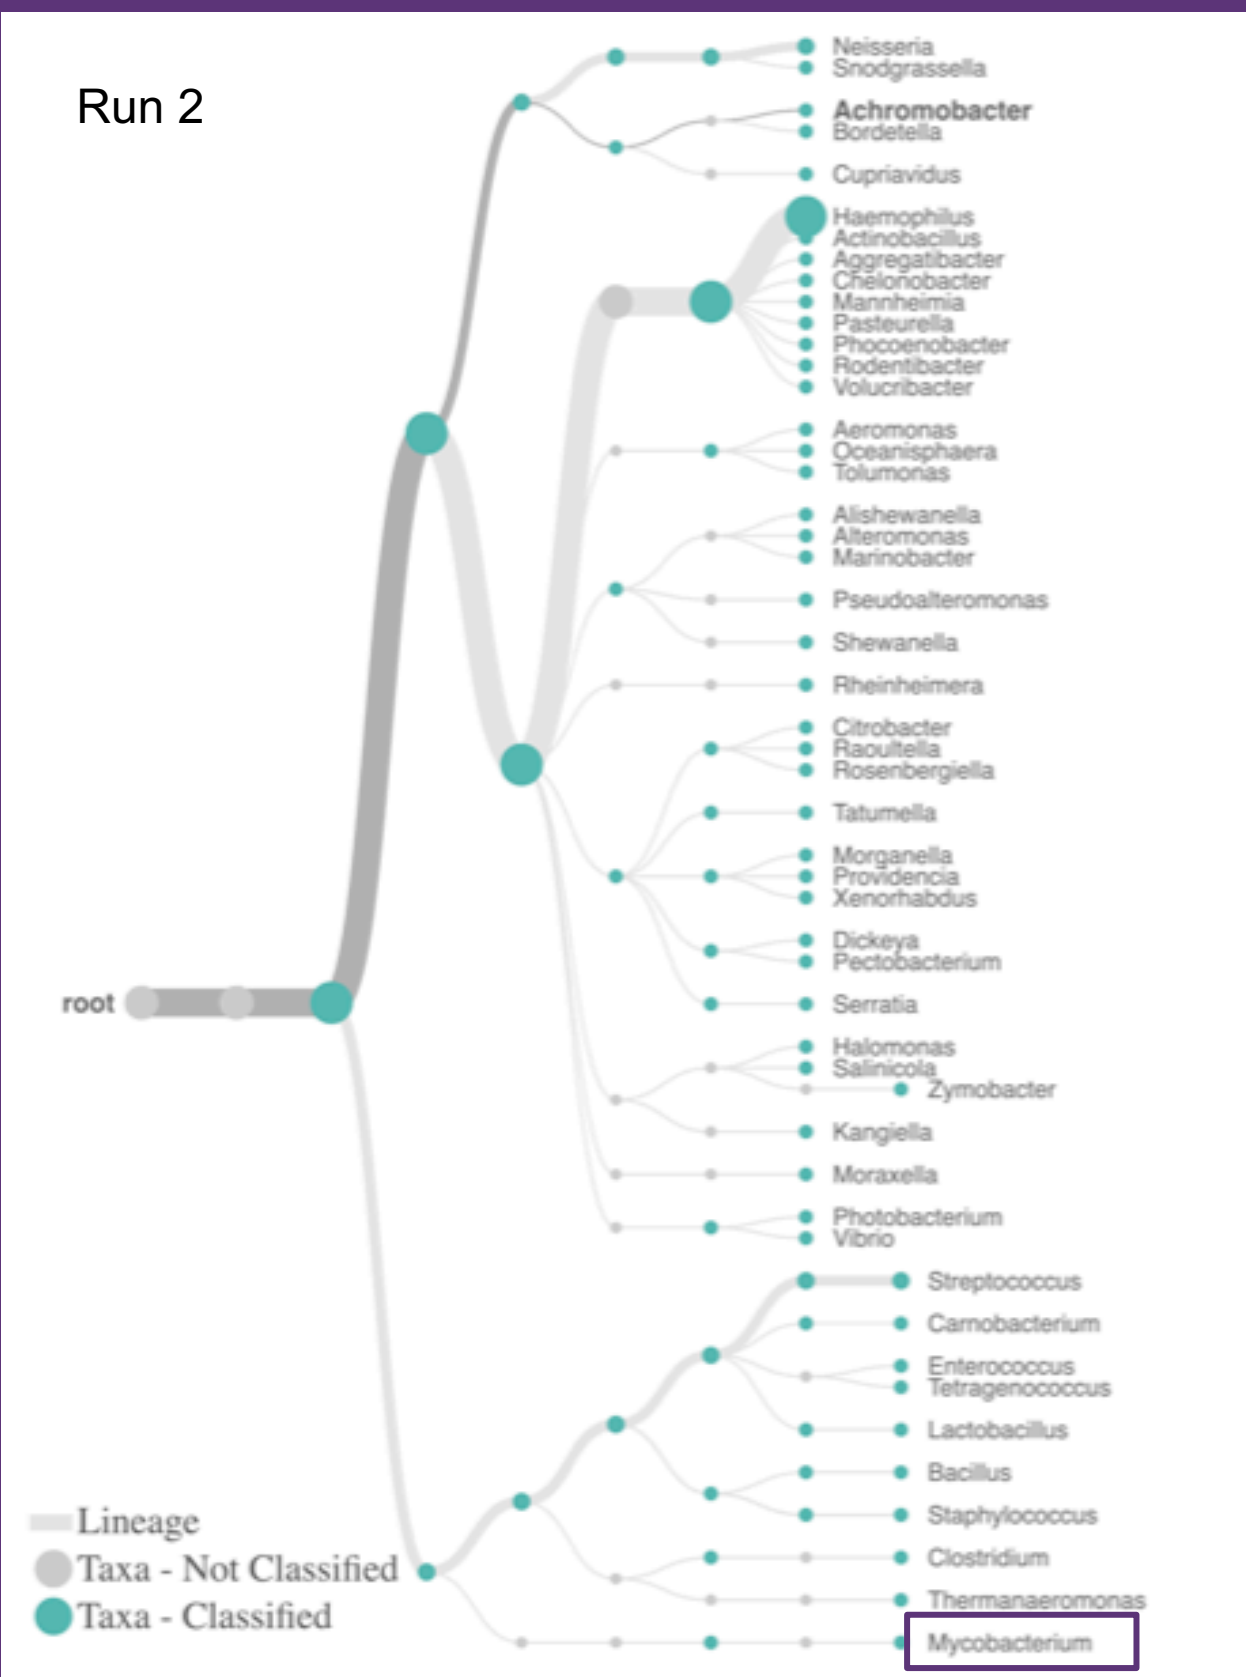 Run 2
Neisseria
Snodgrassella
Achromobacter
Bordetella
Cupriavidus
Haemophilus
Actinobacillus
Aggregatibacter
Chelonobacter
Mannheimia
Pasteurella
Phocoenobacter
Rodentibacter
Volucribacter
Aeromonas
Oceanisphaera
Tolumonas
Alishewanella
Alteromonas
Marinobacter
Pseudoalteromonas
Shewanella
Rheinheimera
Citrobacter
Raoultella
Rosenbergiella
Tatumella
Morganella
Providencia
Xenorhabdus
Dickeya
Pectobacterium
root
Serratia
Halomonas
Salinicola
Zymobacter
Kangiella
Moraxella
Photobacterium
Vibrio
Streptococcus
Carnobacterium
Enterococcus
Tetragenococcus
Lactobacillus
Bacillus
Staphylococcus
Clostridium
Thermanaeromonas
Mycobacterium
Lineage
Taxa - Not Classified
Taxa - Classified